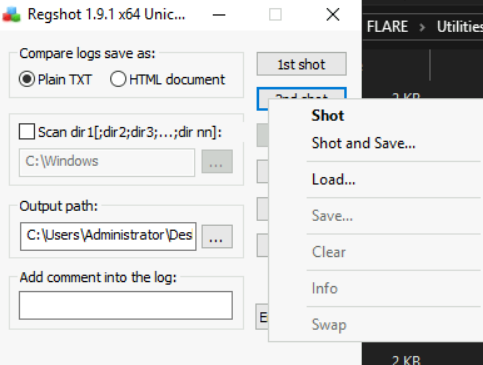 Regshot 1.9.1 x64 Unic...
FLARE > Utilities
Compare logs save as:
Plain TXT
HTML document
1st shot
2nd shot
2 KB
Scan dir1[;dir2;dir3;...;dir nn]:
C:\Windows
...
Output path:
C:\Users\Administrator\Des
...
Add comment into the log:
Shot
Shot and Save...
Load...
Save...
Clear
Info
Swap
2 KB